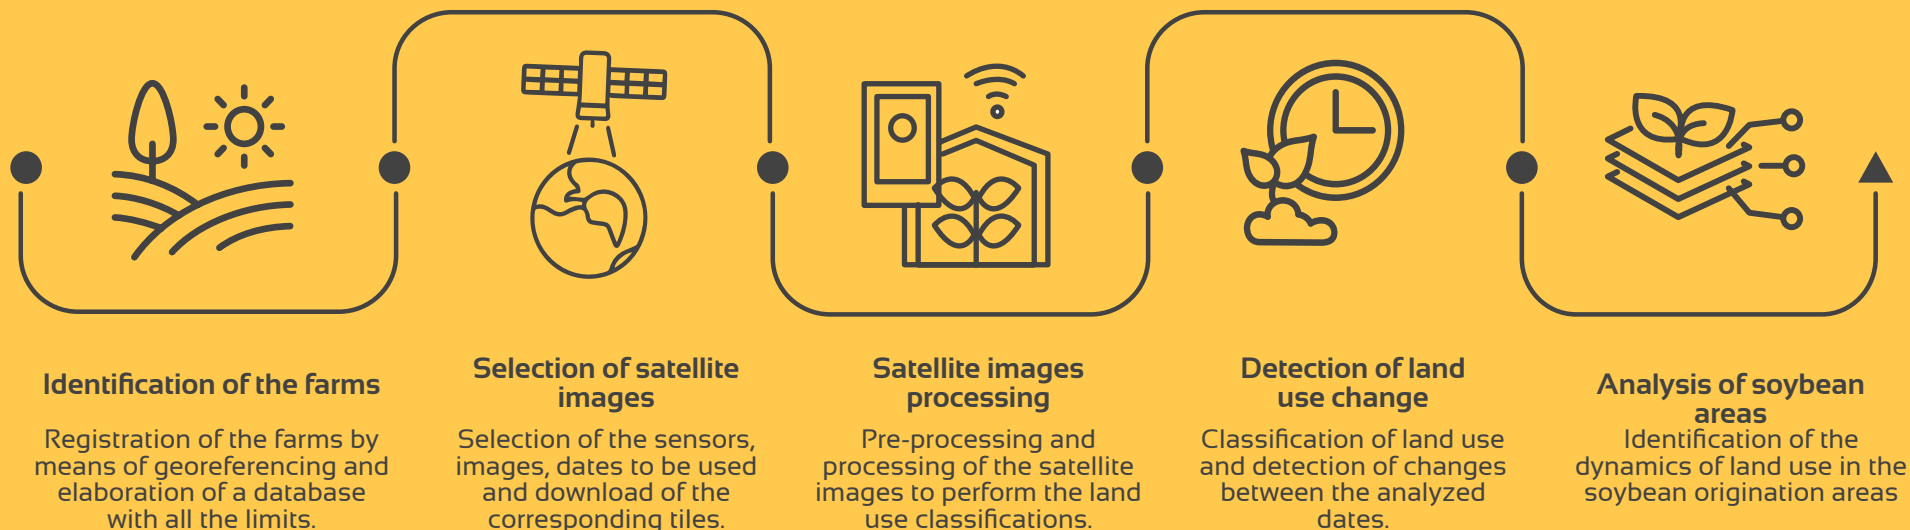 Identification of the farms
Registration of the farms by
means of georeferencing and
elaboration of a database
with all the limits.
Selection of satellite
images
Selection of the sensors,
images, dates to be used
and download of the
corresponding tiles.
Satellite images
processing
Pre-processing and
processing of the satellite
images to perform the land
use classifications.
Detection of land
use change
Classification of land use
and detection of changes
between the analyzed
dates.
Analysis of soybean
areas
Identification of the
dynamics of land use in the
soybean origination areas